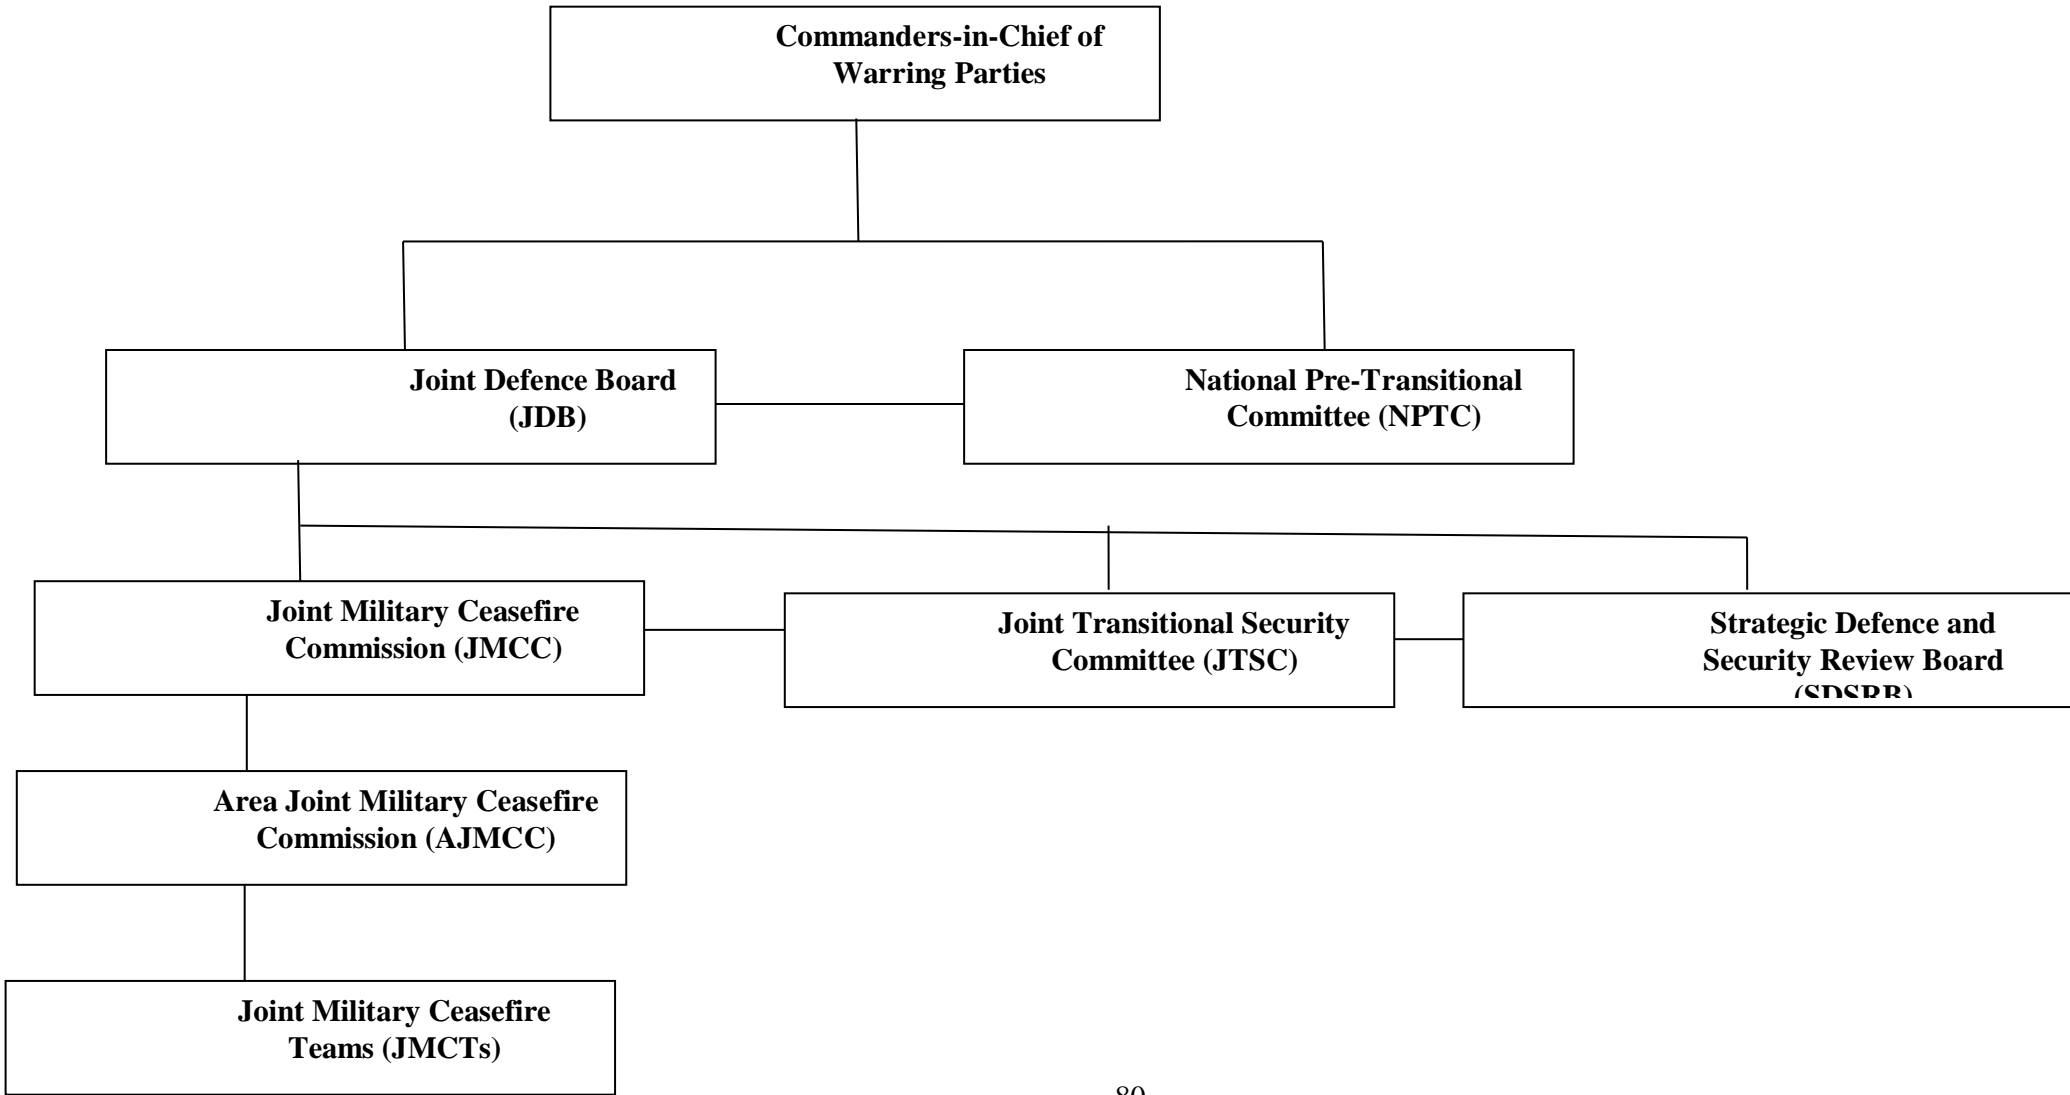 Commanders-in-Chief of
Warring Parties
Joint Defence Board
(JDB)
National Pre-Transitional
Committee (NPTC)
Joint Military Ceasefire
Commission (JMCC)
Joint Transitional Security
Committee (JTSC)
Strategic Defence and
Security Review Board
(SDSRB)
Area Joint Military Ceasefire
Commission (AJMCC)
Joint Military Ceasefire
Teams (JMCTs)
80